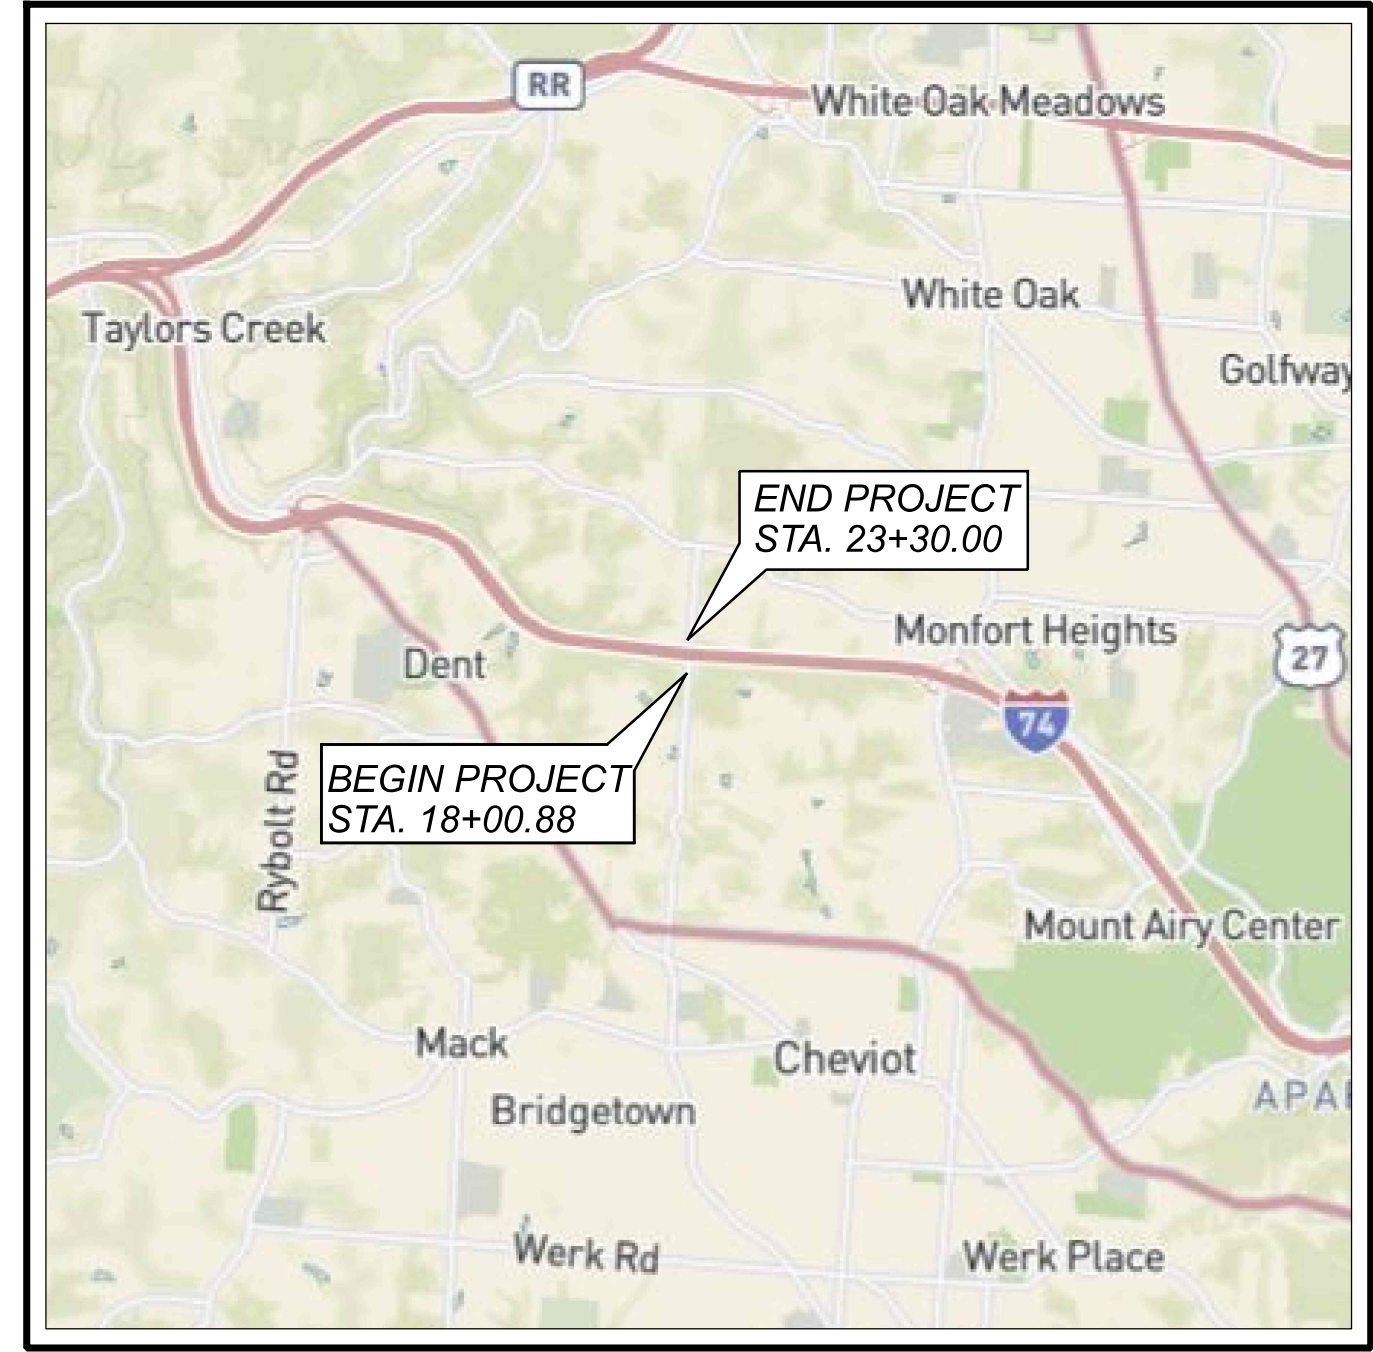 RR
White Oak Meadows
White Oak
Taylors Creek
Golfway
END PROJECT
STA. 23+30.00
Monfort Heights
27
Dent
74
BEGIN PROJECT
STA. 18+00.88
Rybolt Rd
Mount Airy Center
Mack
Cheviot
APA
Bridgetown
Werk Rd
Werk Place